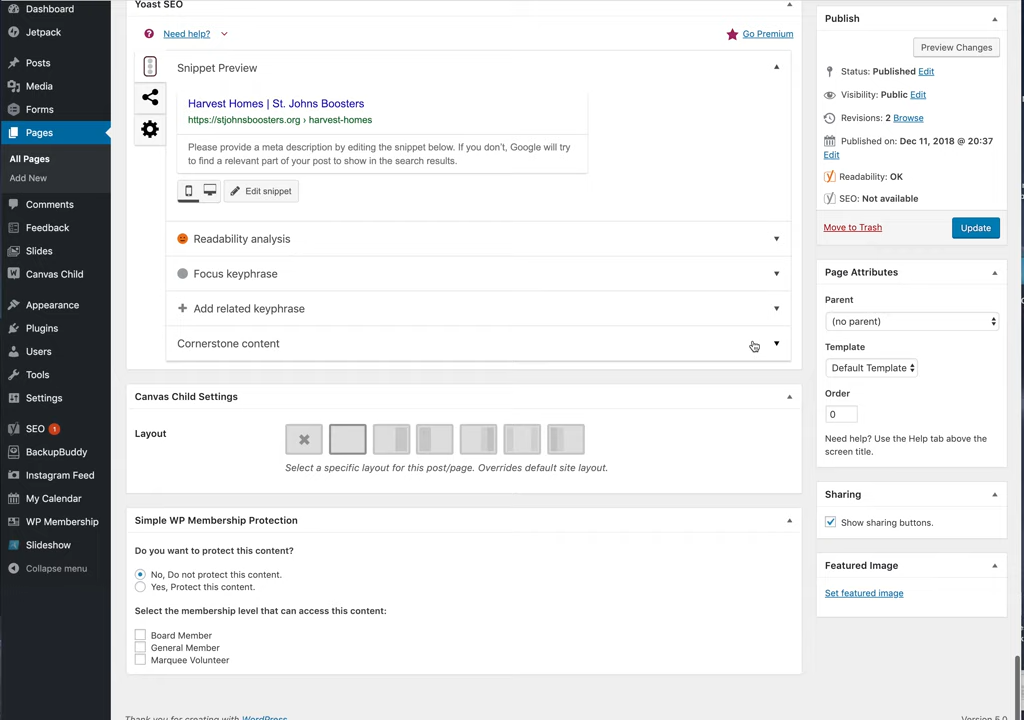 Dashboard
Jetpack
Posts
Media
Forms
Pages
All Pages
Add New
Comments
Feedback
Slides
Canvas Child
Appearance
Plugins
Users
Tools
Settings
SEO 1
BackupBuddy
Instagram Feed
My Calendar
WP Membership
Slideshow
Collapse menu
Yoast SEO
Need help?
Go Premium
Snippet Preview
Harvest Homes | St. Johns Boosters
https://stjohnsboosters.org › harvest-homes
Please provide a meta description by editing the snippet below. If you don't, Google will try
to find a relevant part of your post to show in the search results.
Edit snippet
Readability analysis
Focus keyphrase
Add related keyphrase
Cornerstone content
Canvas Child Settings
Layout
Select a specific layout for this post/page. Overrides default site layout.
Simple WP Membership Protection
Do you want to protect this content?
No, Do not protect this content.
Yes, Protect this content.
Select the membership level that can access this content:
Board Member
General Member
Marquee Volunteer
Thank you for creating with WordPress
Publish
Preview Changes
Status: Published Edit
Visibility: Public Edit
Revisions: 2 Browse
Published on: Dec 11, 2018 @ 20:37
Edit
Readability: OK
SEO: Not available
Move to Trash
Update
Page Attributes
Parent
(no parent)
Template
Default Template
Order
0
Need help? Use the Help tab above the
screen title.
Sharing
Show sharing buttons.
Featured Image
Set featured image
Version 5.0